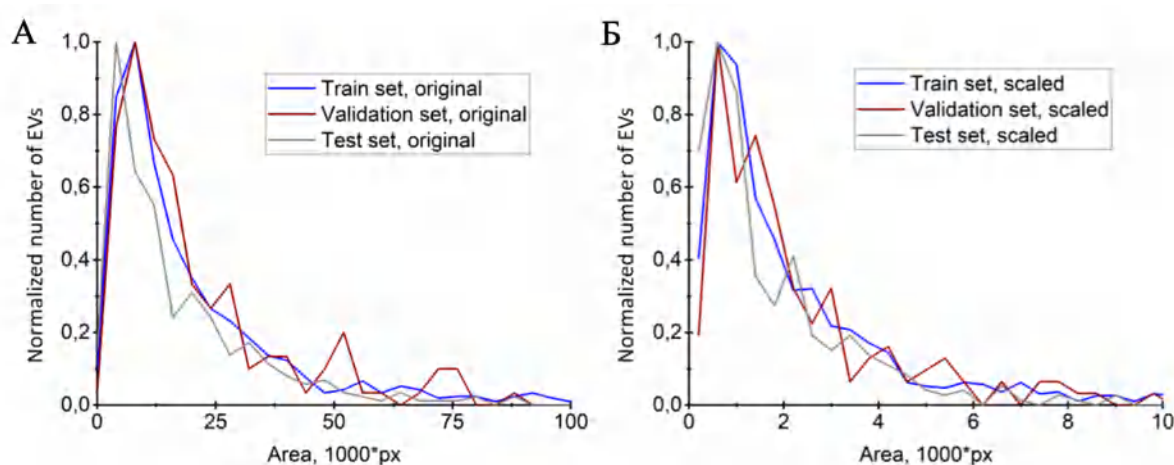 А
Normalized number of EVs
1,0
0,8
0,6
0,4
0,2
0,0
Train set, original
Validation set, original
Test set, original
0
25
50
75
100
Area, 1000*px
Б
Normalized number of EVs
1,0
0,8
0,6
0,4
0,2
0,0
Train set, scaled
Validation set, scaled
Test set, scaled
0
2
4
6
8
10
Area, 1000*px